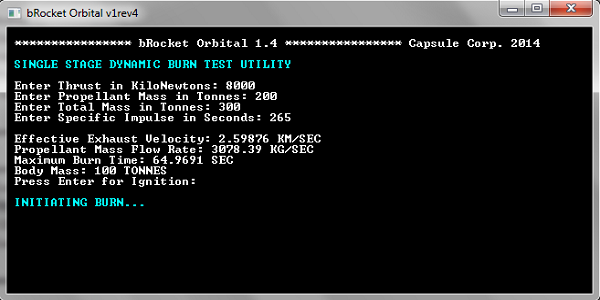 bRocket Orbital v1rev4
**************** bRocket Orbital 1.4 **************** Capsule Corp. 2014
SINGLE STAGE DYNAMIC BURN TEST UTILITY
Enter Thrust in KiloNewtons: 8000
Enter Propellant Mass in Tonnes: 200
Enter Total Mass in Tonnes: 300
Enter Specific Impulse in Seconds: 265
Effective Exhaust Velocity: 2.59876 KM/SEC
Propellant Mass Flow Rate: 3078.39 KG/SEC
Maximum Burn Time: 64.9691 SEC
Body Mass: 100 TONNES
Press Enter for Ignition:
INITIATING BURN...